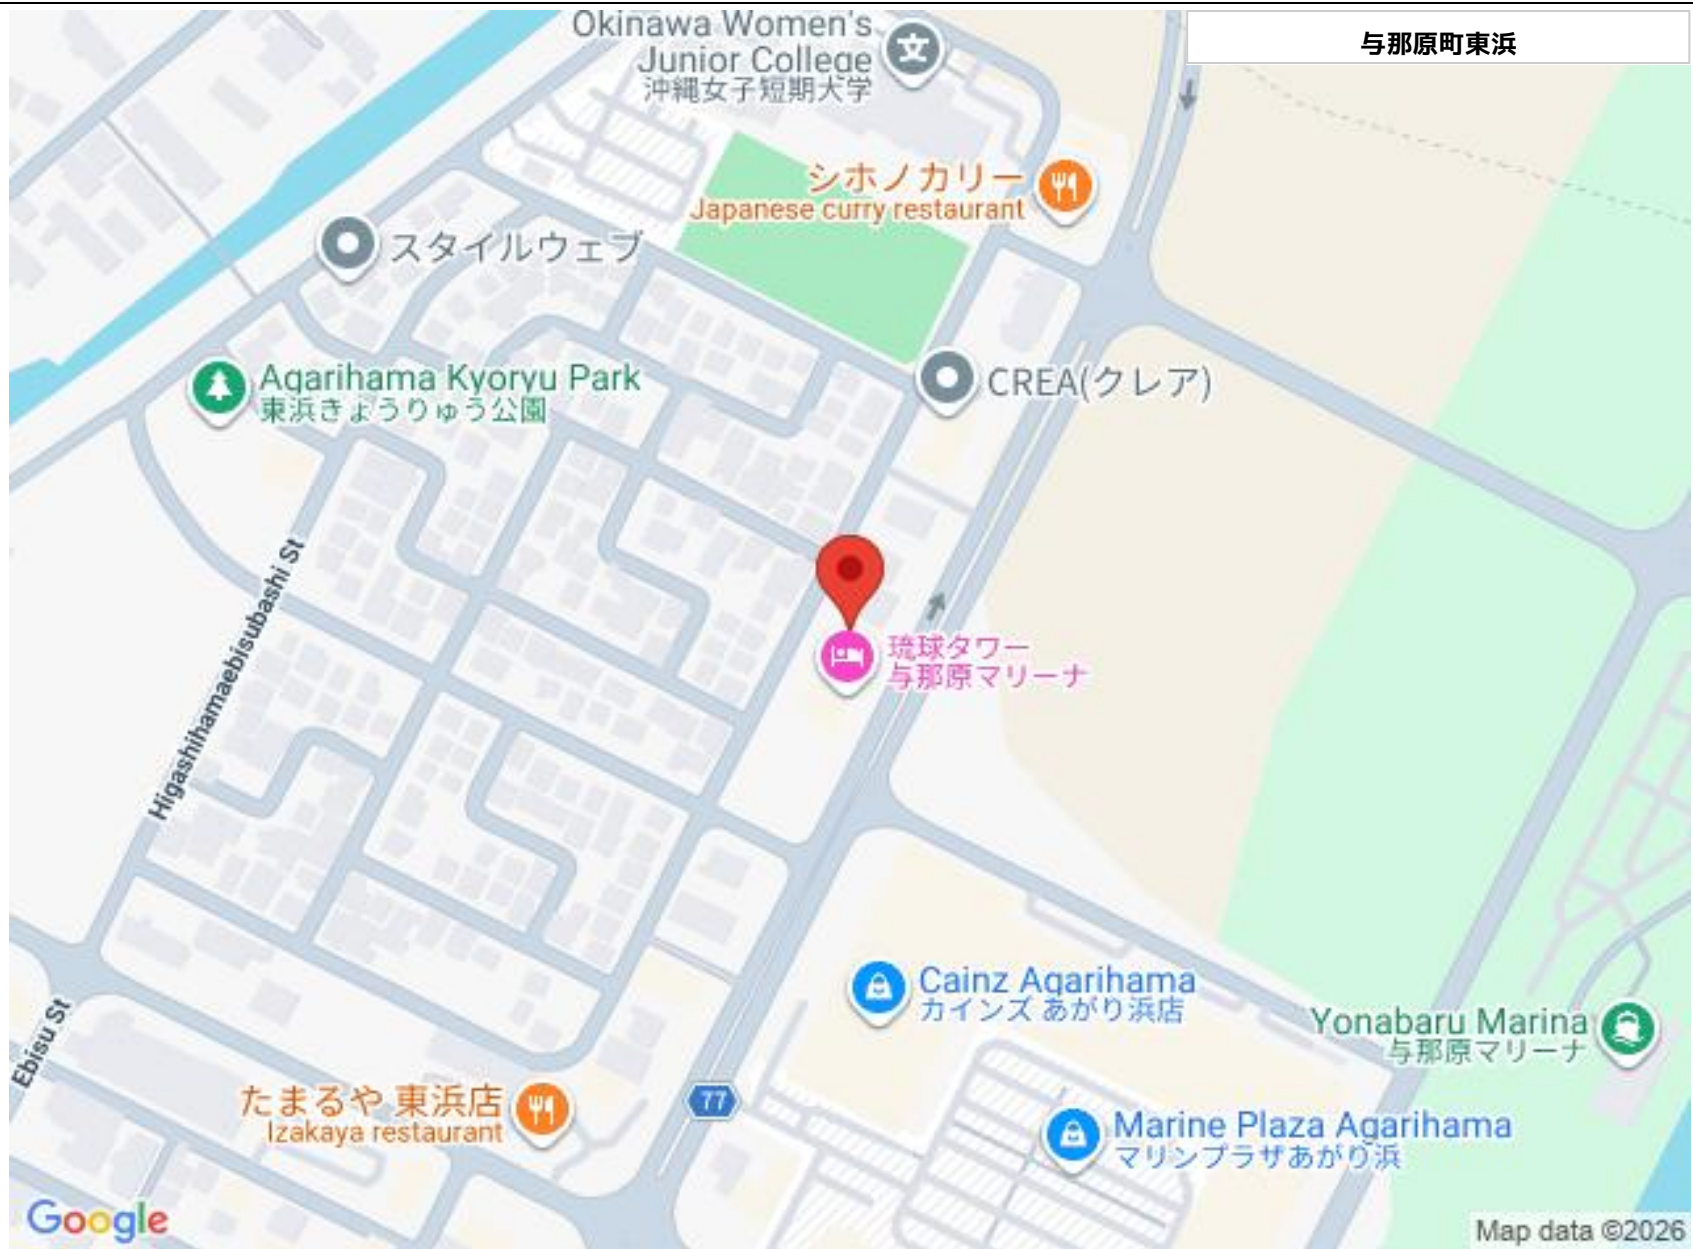 与那原町東浜
Okinawa Women's
Junior College
沖縄女子短期大学
シホノカリー
Japanese curry restaurant
スタイルウェブ
Agarihama Kyoryu Park
東浜きょうりゅう公園
CREA(クレア)
Higashihamaebisubashi St
琉球タワー
与那原マリーナ
Cainz Agarihama
カインズ あがり浜店
Yonabaru Marina
与那原マリーナ
Ebisu St
たまるや 東浜店
Izakaya restaurant
77
Marine Plaza Agarihama
マリンプラザあがり浜
Google
Map data ©2026